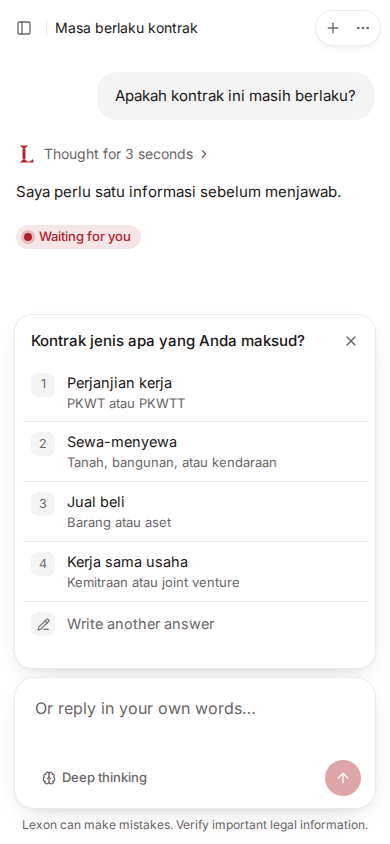 Masa berlaku kontrak
Apakah kontrak ini masih berlaku?
L Thought for 3 seconds
Saya perlu satu informasi sebelum menjawab.
Waiting for you
Kontrak jenis apa yang Anda maksud?
1 Perjanjian kerja
PKWT atau PKWTT
2 Sewa-menyewa
Tanah, bangunan, atau kendaraan
3 Jual beli
Barang atau aset
4 Kerja sama usaha
Kemitraan atau joint venture
Write another answer
Or reply in your own words...
Deep thinking
Lexon can make mistakes. Verify important legal information.